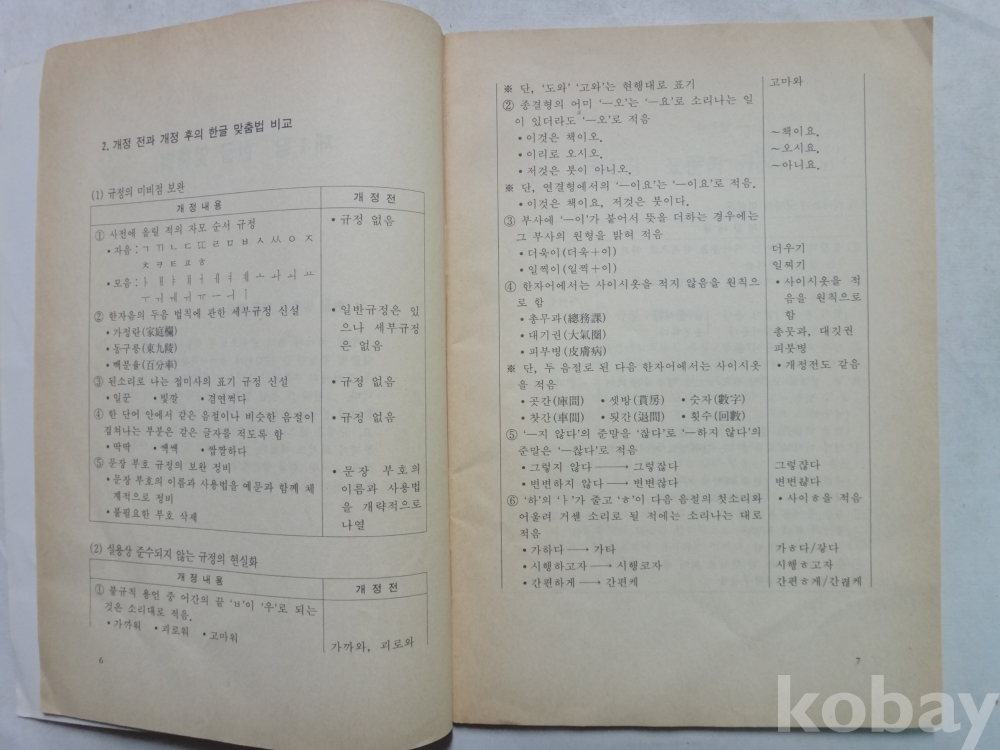 2. 개정 전과 개정 후의 한글 맞춤법 비교
(1) 규정의 미비점 보완
개 정 내 용
개 정 전
① 사전에 올릴 적의 자모 순서 규정
• 규정 없음
• 자음 : ㄱ ㄲ ㄴ ㄷ ㄸ ㄹ ㅁ ㅂ ㅅ ㅆ ㅇ ㅈ
ㅊ ㅋ ㅌ ㅍ ㅎ
• 모음 : ㅏ ㅐ ㅑ ㅓ ㅔ ㅕ ㅖ ㅗ ㅘ ㅚ ㅛ
ㅜ ㅟ ㅞ ㅟ ㅠ ㅡ ㅢ ㅣ
② 한자음의 두음 법칙에 관한 세부규정 신설
• 일반규정은 있
• 가정란(家庭欄)
으나 세부규정
• 동구릉(東九陵)
은 없음
• 백분율(百分率)
③ 된소리로 나는 접미사의 표기 규정 신설
• 규정 없음
• 일꾼 • 빛깔 • 겸연쩍다
④ 한 단어 안에서 같은 음절이나 비슷한 음절이
• 규정 없음
겹쳐나는 부분은 같은 글자를 적도록 함
• 딱딱 • 쌕쌕 • 쌉쌀하다
⑤ 문장 부호 규정의 보완 정비
• 문장 부호의
• 문장 부호의 이름과 사용법을 예문과 함께 체
이름과 사용법
계적으로 정비
을 개략적으로
• 불필요한 부호 삭제
나열
(2) 실용상 준수되지 않는 규정의 현실화
개 정 내 용
개 정 전
① 불규칙 용언 중 어간의 끝 ‘ㅂ’이 ‘우’로 되는
것은 소리대로 적음.
• 가까워 • 괴로워 • 고마워
가까와, 괴로와
6
※ 단, ‘도와’ ‘고와’는 현행대로 표기
고마와
② 종결형의 어미 ‘—오’는 ‘—요’로 소리나는 일
이 있더라도 ‘—오’로 적음
• 이것은 책이오.
~책이요.
• 이리로 오시오.
~오시요.
• 저것은 붓이 아니오.
~아니요.
※ 단, 연결형에서의 ‘—이요’는 ‘—이요’로 적음.
• 이것은 책이요, 저것은 붓이다.
③ 부사에 ‘—이’가 붙어서 뜻을 더하는 경우에는
그 부사의 원형을 밝혀 적음
• 더욱이(더욱+이)
더우기
• 일찍이(일찍+이)
일찌기
④ 한자어에서는 사이시옷을 적지 않음을 원칙으
• 사이시옷을 적
로 함
음을 원칙으로
함
• 총무과(總務課)
• 대기권(大氣圈)
총뭇과, 대깃권
• 피부병(皮膚病)
피붓병
※ 단, 두 음절로 된 다음 한자어에서는 사이시옷
• 개정전도 같음
을 적음
• 곳간(庫間) • 셋방(貰房) • 숫자(數字)
• 찻간(車間) • 툇간(退間) • 횟수(回數)
⑤ ‘—지 않다’의 준말을 ‘잖다’로 ‘—하지 않다’의
준말은 ‘—찮다’로 적음
• 그렇지 않다 → 그렇잖다
그렇쟎다
• 변변하지 않다 → 변변찮다
변변챦다
⑥ ‘하’의 ‘ㅏ’가 줄고 ‘ㅎ’이 다음 음절의 첫소리와
• 사이ㅎ을 적음
어울려 거센 소리로 될 적에는 소리나는 대로
적음
• 가하다 → 가타
가ㅎ다/갛다
• 시행하고자 → 시행코자
시행ㅎ고자
• 간편하게 → 간편케
간편ㅎ게/간펺게
7
kobay